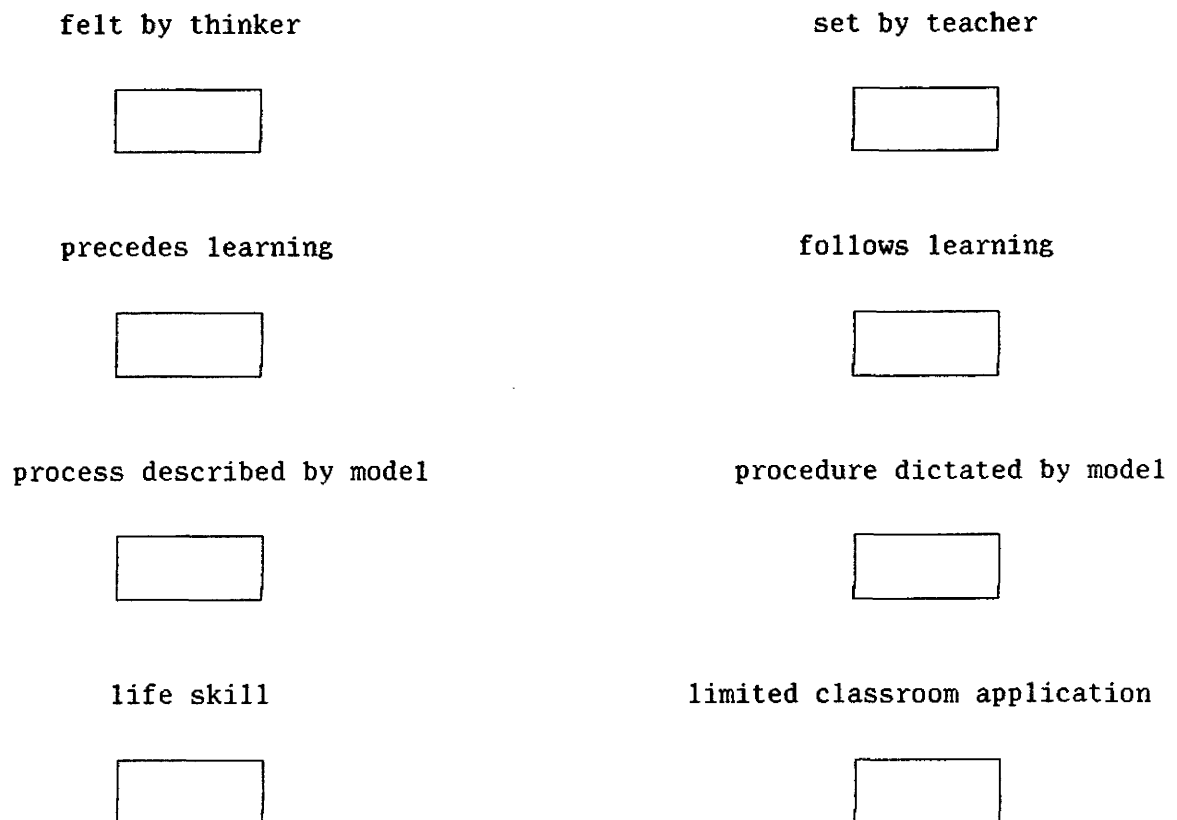 felt by thinker
set by teacher
precedes learning
follows learning
process described by model
procedure dictated by model
life skill
limited classroom application